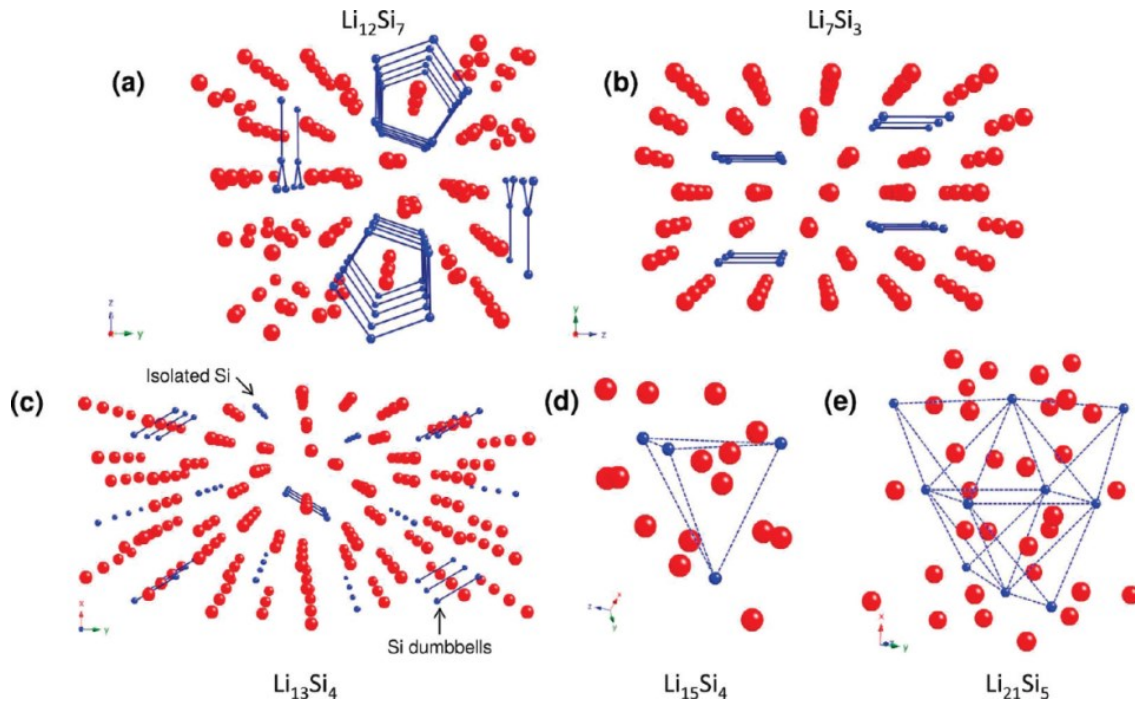 Li₁₂Si₇
Li₇Si₃
(a)
(b)
z
y
y
z
Isolated Si
(c)
(d)
(e)
x
y
Si dumbbells
z
x
y
x
z
y
Li₁₃Si₄
Li₁₅Si₄
Li₂₁Si₅